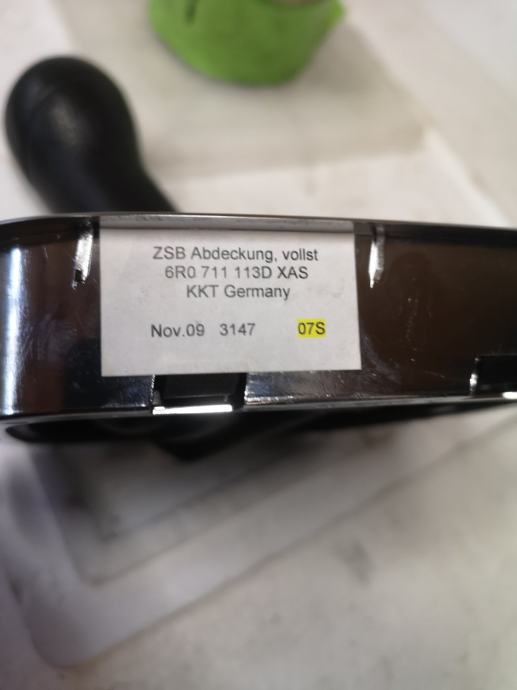 ZSB Abdeckung, vollst
6R0 711 113D XAS
KKT Germany
Nov.09 3147 07S